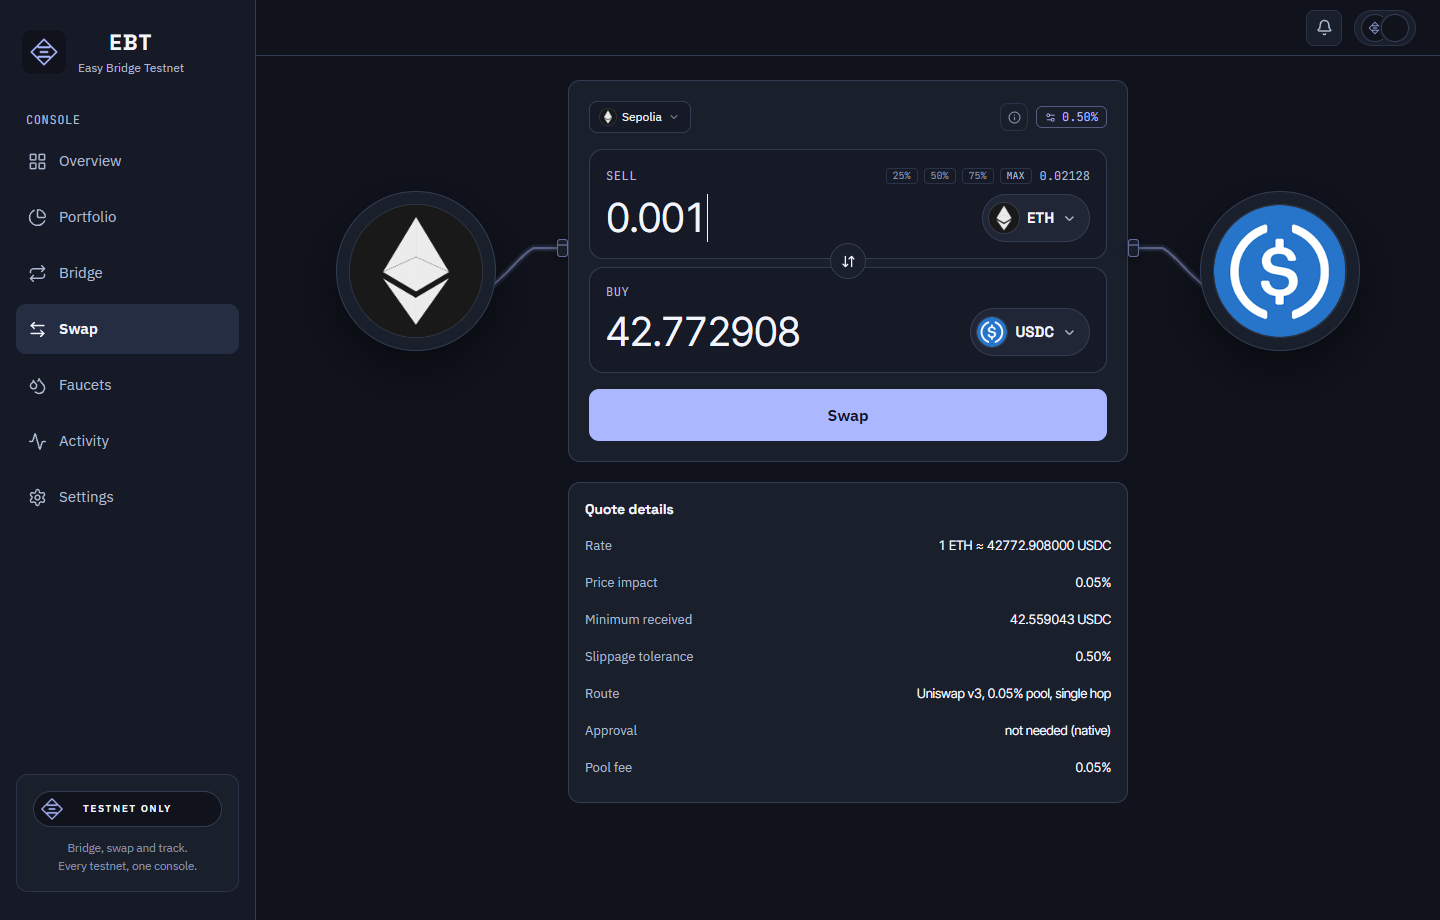 EBT
Easy Bridge Testnet
CONSOLE
Overview
Portfolio
Bridge
Swap
Faucets
Activity
Settings
TESTNET ONLY
Bridge, swap and track.
Every testnet, one console.
Sepolia
0.50%
SELL
25% 50% 75% MAX 0.02128
0.001
ETH
BUY
42.772908
USDC
Swap
Quote details
Rate 1 ETH ≈ 42772.908000 USDC
Price impact 0.05%
Minimum received 42.559043 USDC
Slippage tolerance 0.50%
Route Uniswap v3, 0.05% pool, single hop
Approval not needed (native)
Pool fee 0.05%